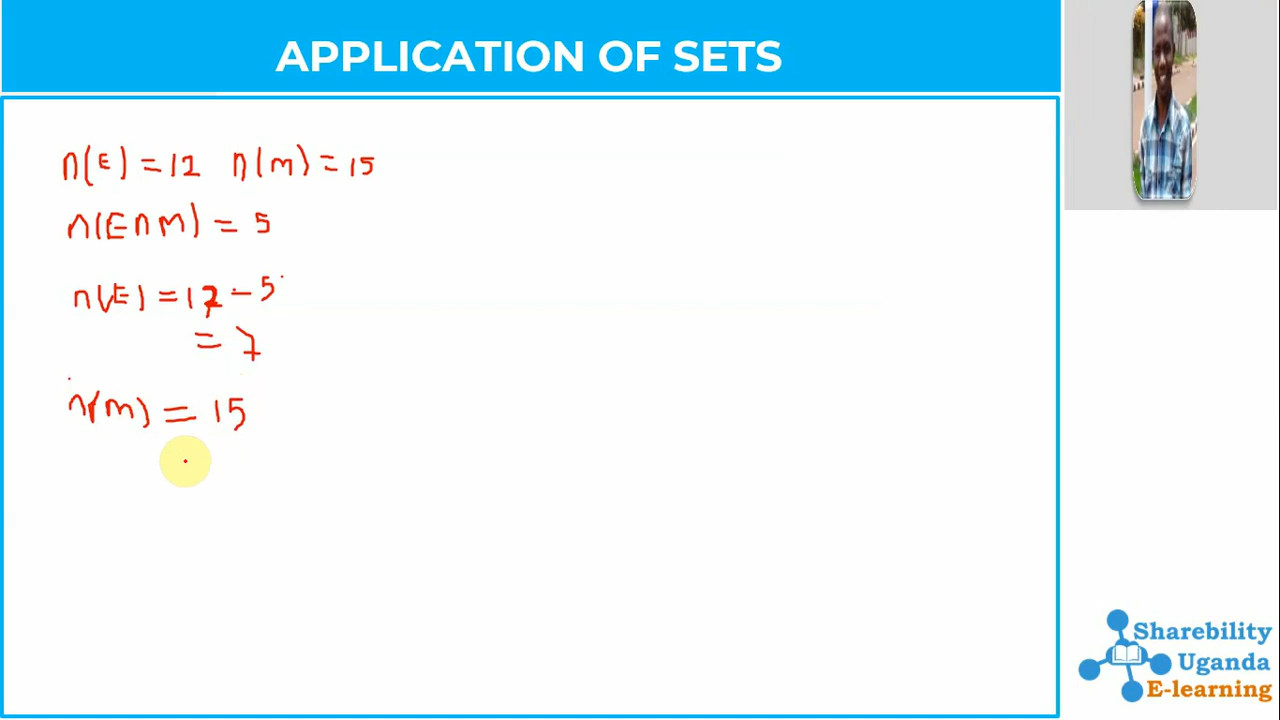 APPLICATION OF SETS
n(E) = 12 n(M) = 15
n(E∩M) = 5
n(E) = 12 - 5
= 7
n(M) = 15
Sharebility
Uganda
E-learning